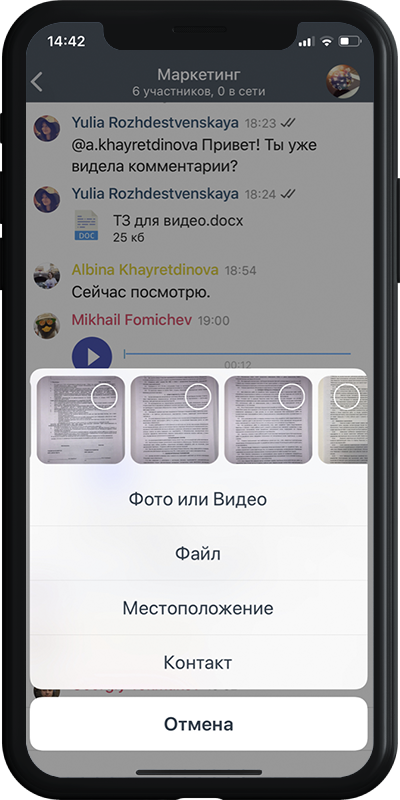 14:42
Маркетинг
6 участников, 0 в сети
Yulia Rozhdestvenskaya 18:23
@a.khayretdinova Привет! Ты уже
видела комментарии?
Yulia Rozhdestvenskaya 18:24
ТЗ для видео.docx
DOC
25 кб
Albina Khayretdinova 18:54
Сейчас посмотрю.
Mikhail Fomichev 19:00
00:12
Фото или Видео
Файл
Местоположение
Контакт
Отмена